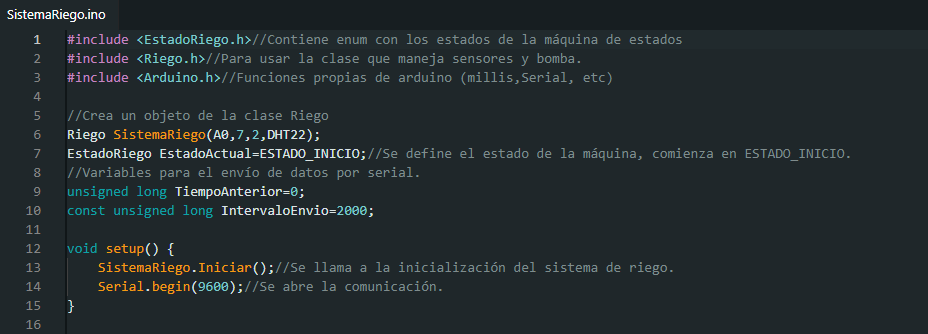 SistemaRiego.ino
1 #include <EstadoRiego.h>//Contiene enum con los estados de la máquina de estados
2 #include <Riego.h>//Para usar la clase que maneja sensores y bomba.
3 #include <Arduino.h>//Funciones propias de arduino (millis,Serial, etc)
4
5 //Crea un objeto de la clase Riego
6 Riego SistemaRiego(A0,7,2,DHT22);
7 EstadoRiego EstadoActual=ESTADO_INICIO;//Se define el estado de la máquina, comienza en ESTADO_INICIO.
8 //Variables para el envío de datos por serial.
9 unsigned long TiempoAnterior=0;
10 const unsigned long IntervaloEnvio=2000;
11
12 void setup() {
13     SistemaRiego.Iniciar();//Se llama a la inicialización del sistema de riego.
14     Serial.begin(9600);//Se abre la comunicación.
15 }
16